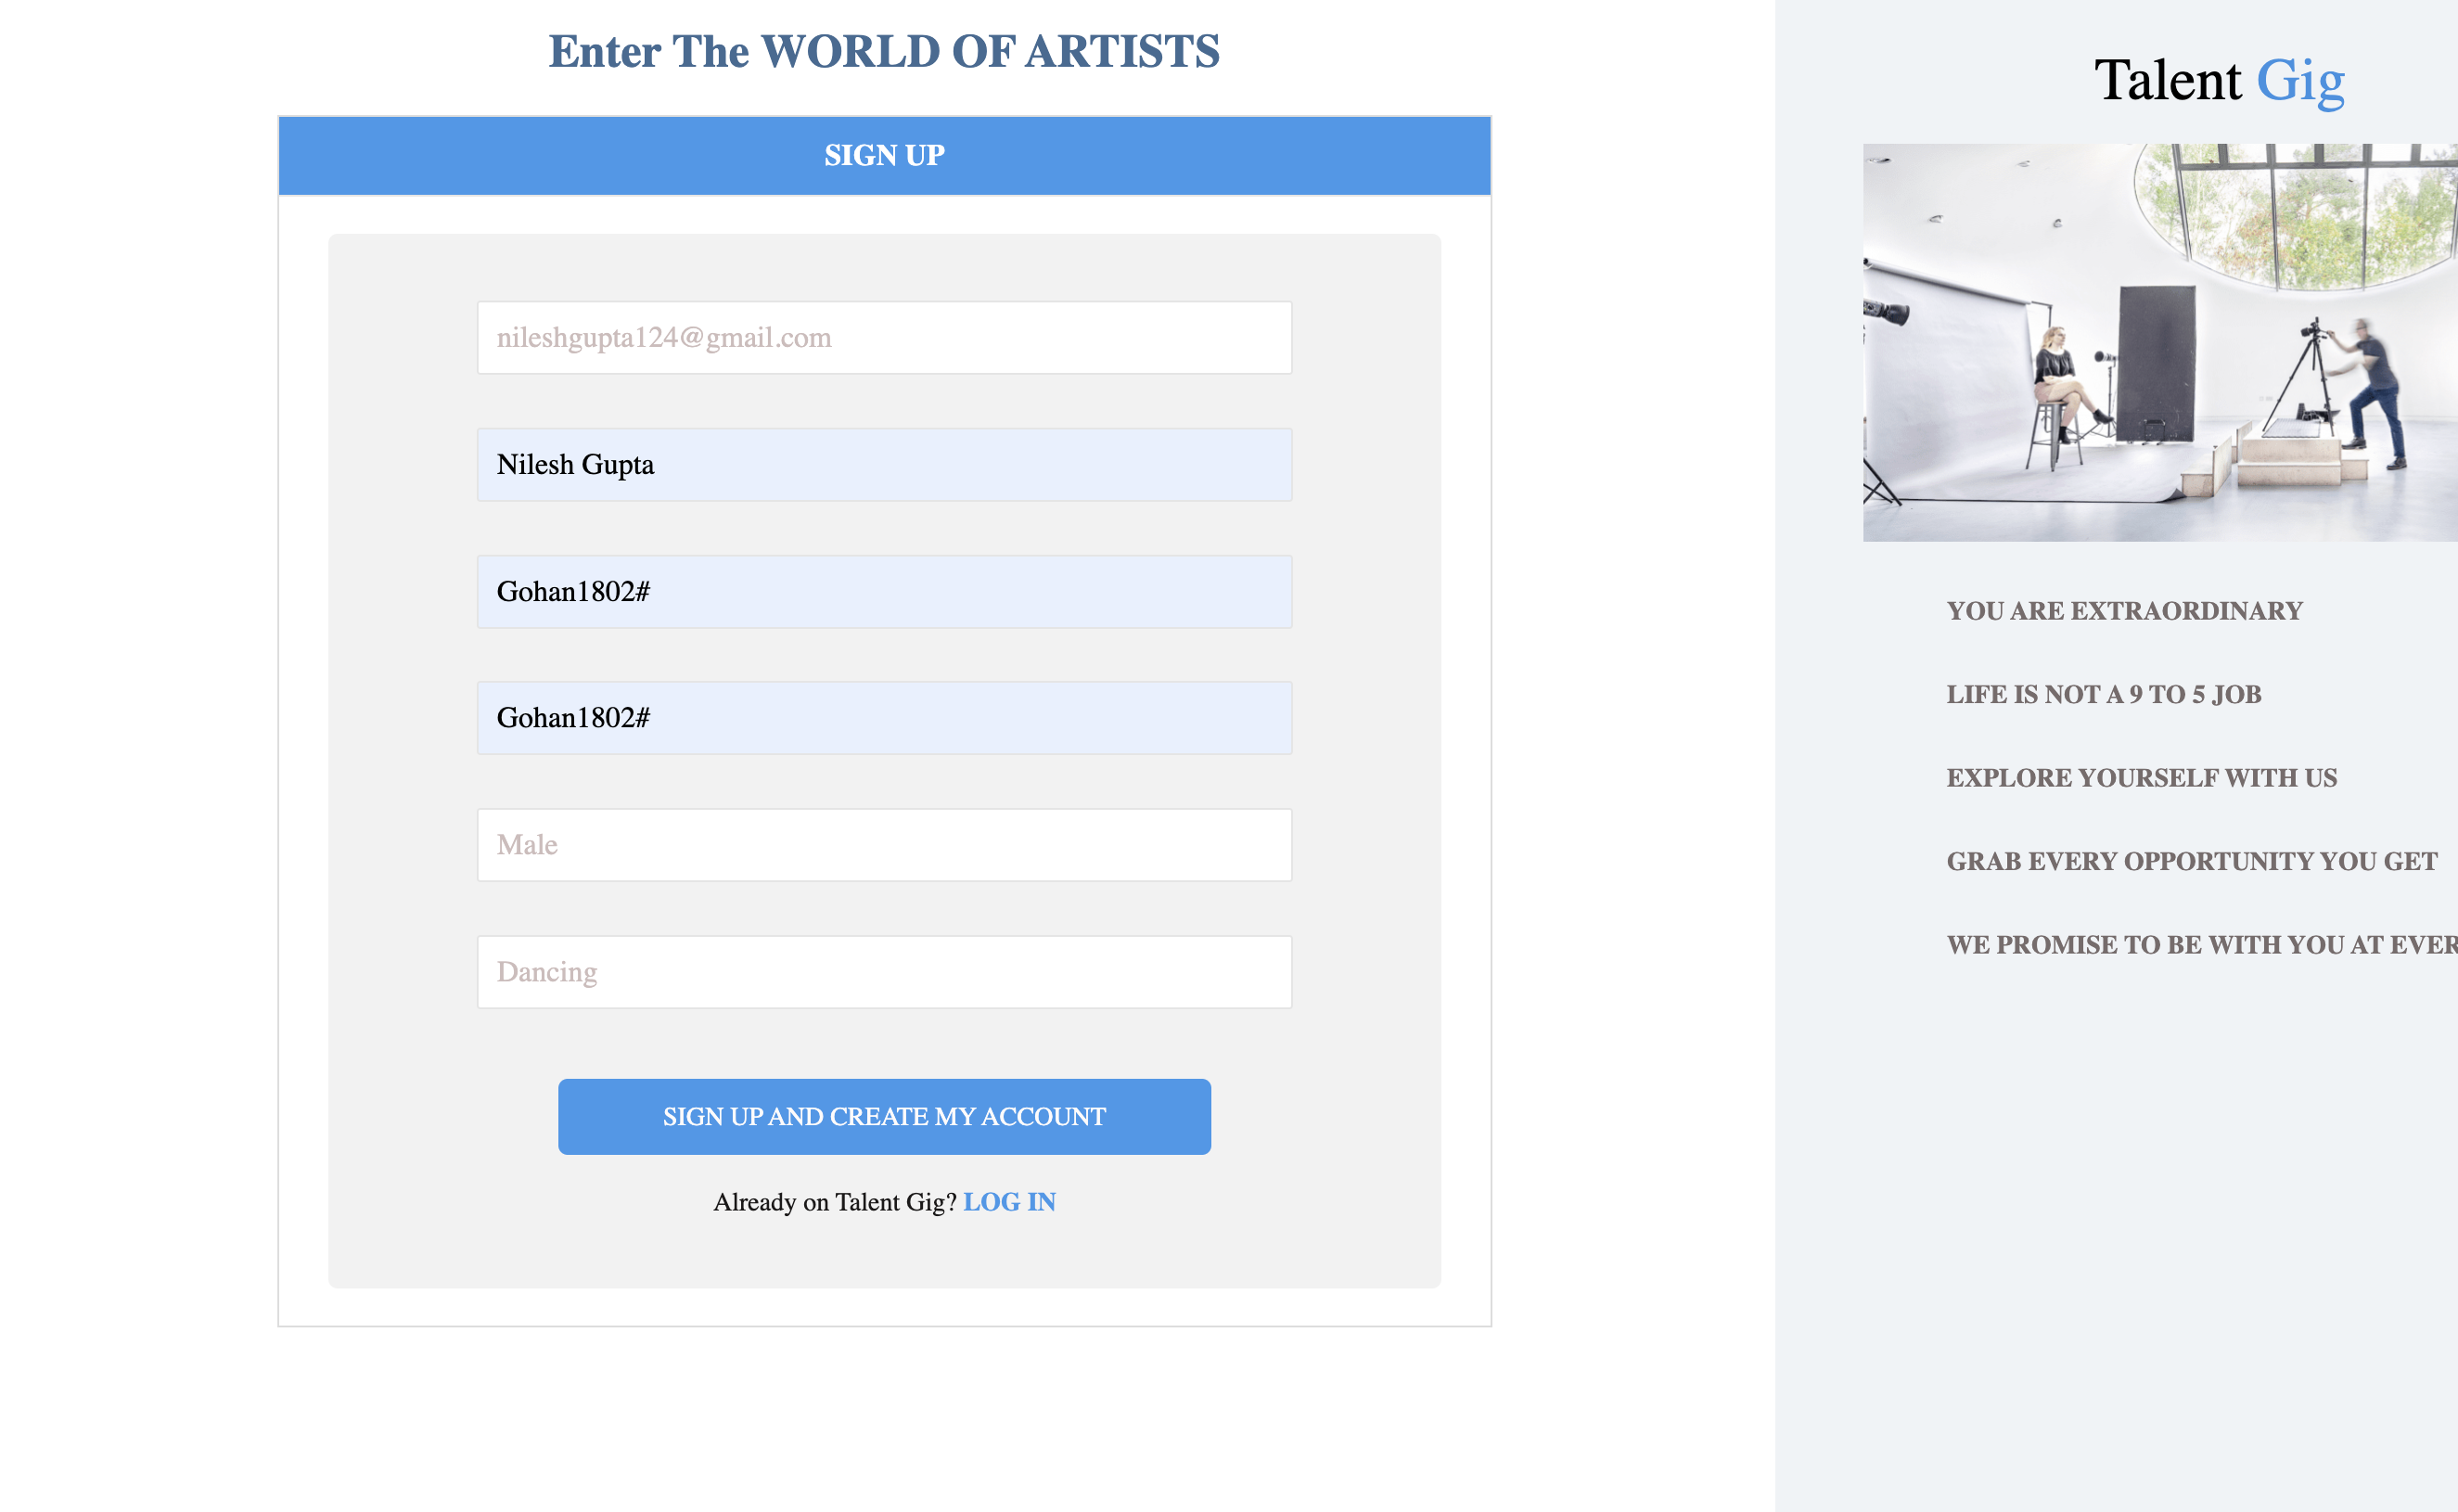 Enter The WORLD OF ARTISTS
SIGN UP
nileshgupta124@gmail.com
Nilesh Gupta
Gohan1802#
Gohan1802#
Male
Dancing
SIGN UP AND CREATE MY ACCOUNT
Already on Talent Gig? LOG IN
Talent Gig
YOU ARE EXTRAORDINARY
LIFE IS NOT A 9 TO 5 JOB
EXPLORE YOURSELF WITH US
GRAB EVERY OPPORTUNITY YOU GET
WE PROMISE TO BE WITH YOU AT EVER